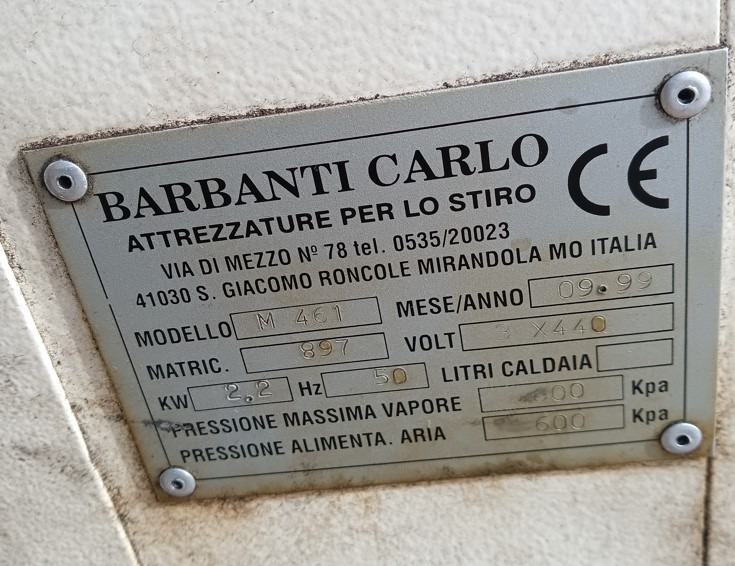 BARBANTI CARLO CE
ATTREZZATURE PER LO STIRO
VIA DI MEZZO Nº 78 tel. 0535/20023
41030 S. GIACOMO RONCOLE MIRANDOLA MO ITALIA
MODELLO M 461 MESE/ANNO 09.99
MATRIC. 897 VOLT 3 X440
KW 2,2 Hz 50 LITRI CALDAIA
PRESSIONE MASSIMA VAPORE Kpa
PRESSIONE ALIMENTA. ARIA 600 Kpa